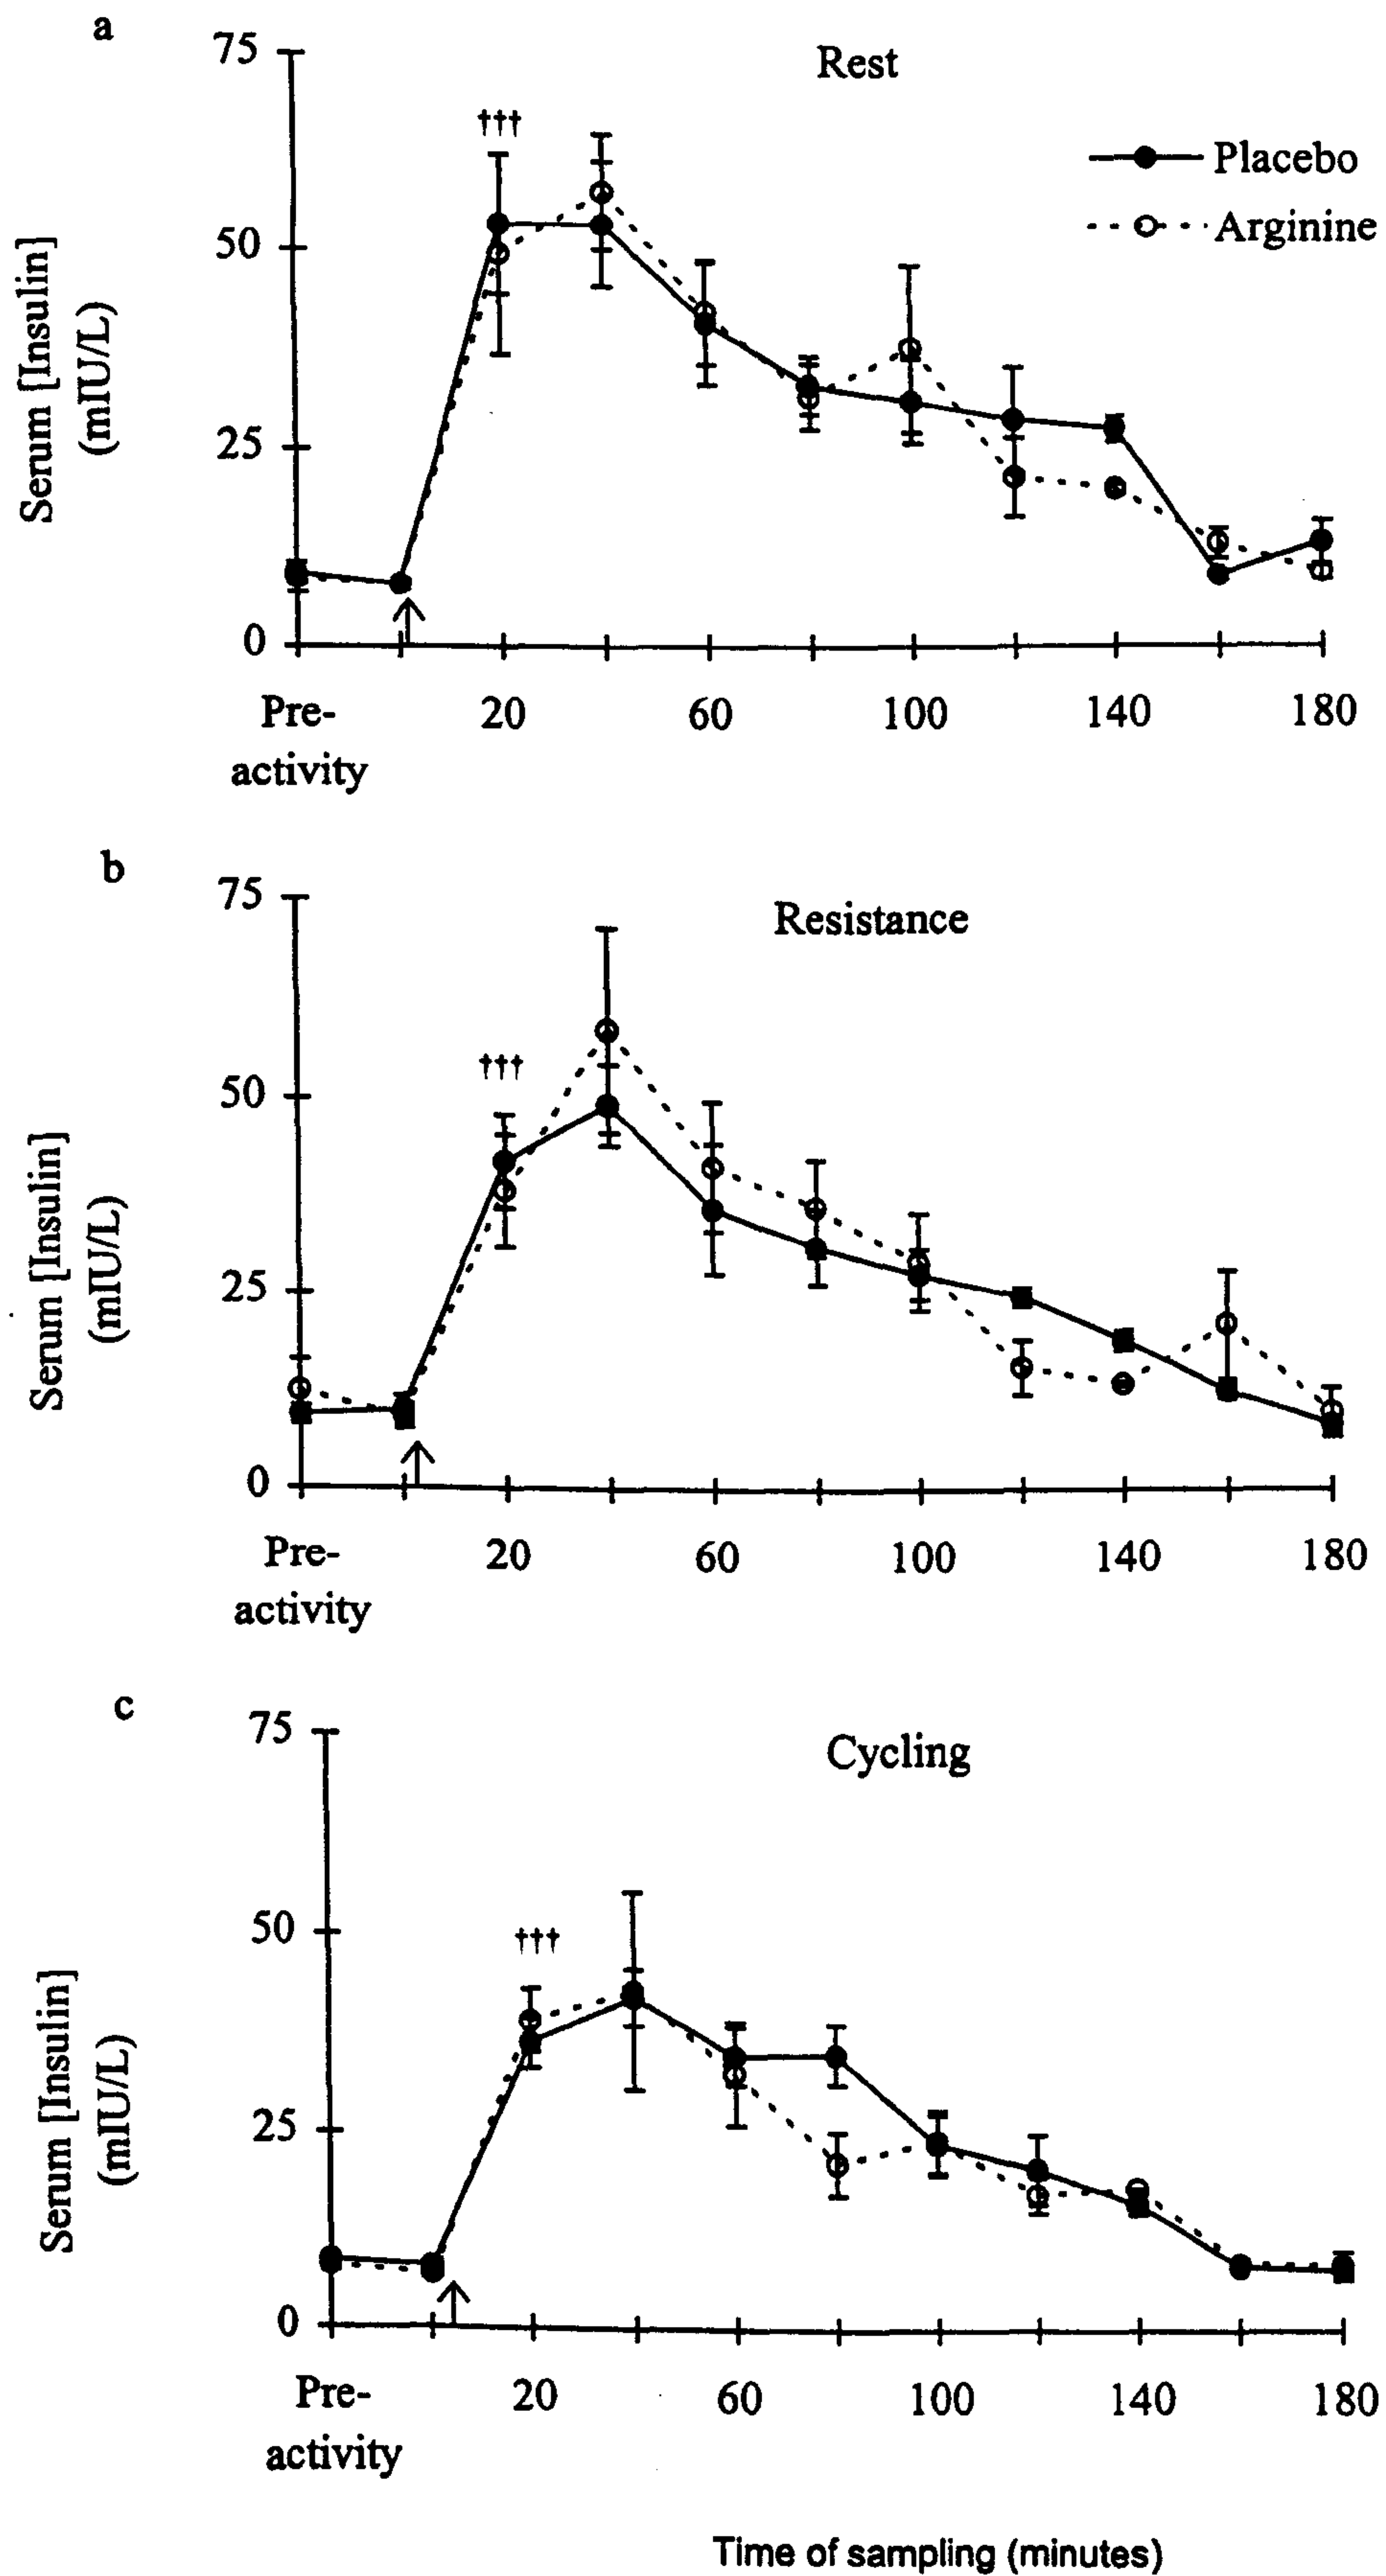 a
75
Rest
†††
Placebo
Arginine
50
25
0
Serum [Insulin]
(mIU/L)
Pre-
activity
20
60
100
140
180
b
75
Resistance
†††
50
25
0
Serum [Insulin]
(mIU/L)
Pre-
activity
20
60
100
140
180
c
75
Cycling
†††
50
25
0
Serum [Insulin]
(mIU/L)
Pre-
activity
20
60
100
140
180
Time of sampling (minutes)